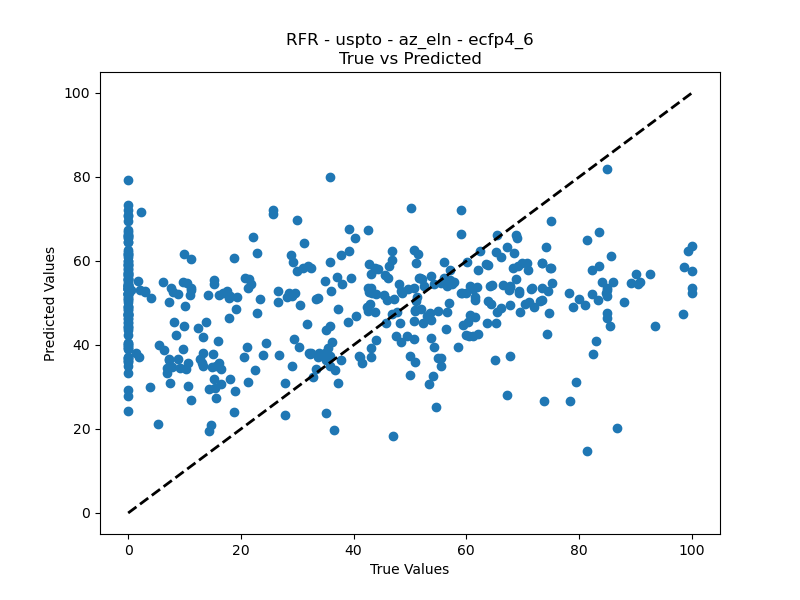 RFR - uspto - az_eln - ecfp4_6
True vs Predicted
100
80
60
40
20
0
Predicted Values
0 20 40 60 80 100
True Values